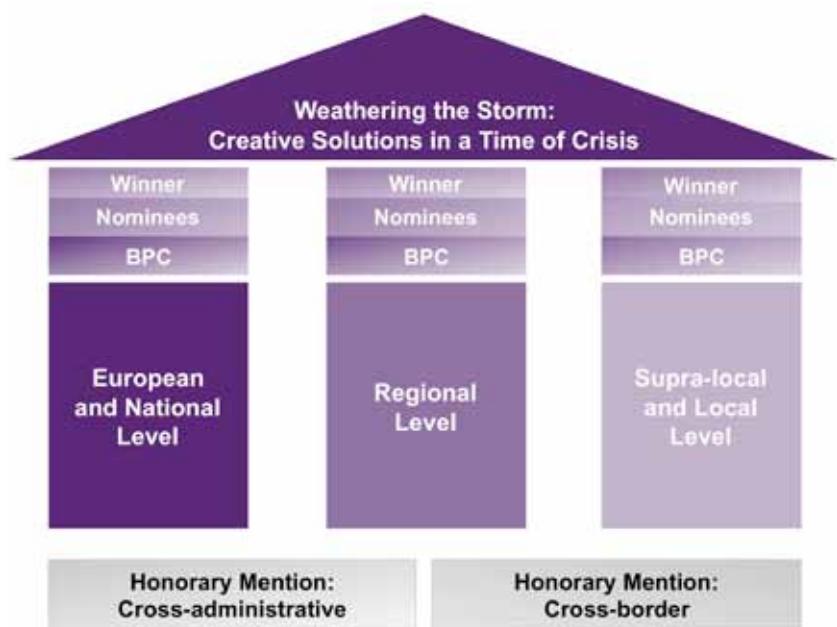 Weathering the Storm:
Creative Solutions in a Time of Crisis
Winner
Nominees
BPC
European
and National
Level
Winner
Nominees
BPC
Regional
Level
Winner
Nominees
BPC
Supra-local
and Local
Level
Honorary Mention:
Cross-administrative
Honorary Mention:
Cross-border